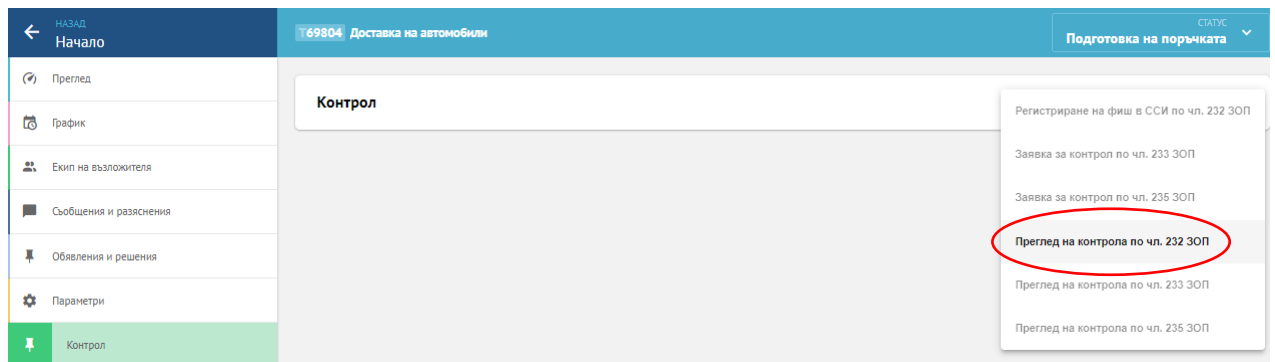 НАЗАД
Начало
T69804 Доставка на автомобили
СТАТУС
Подготовка на поръчката
Преглед
График
Екип на възложителя
Съобщения и разяснения
Обявления и решения
Параметри
Контрол
Контрол
Регистриране на фиш в ССИ по чл. 232 ЗОП
Заявка за контрол по чл. 233 ЗОП
Заявка за контрол по чл. 235 ЗОП
Преглед на контрола по чл. 232 ЗОП
Преглед на контрола по чл. 233 ЗОП
Преглед на контрола по чл. 235 ЗОП